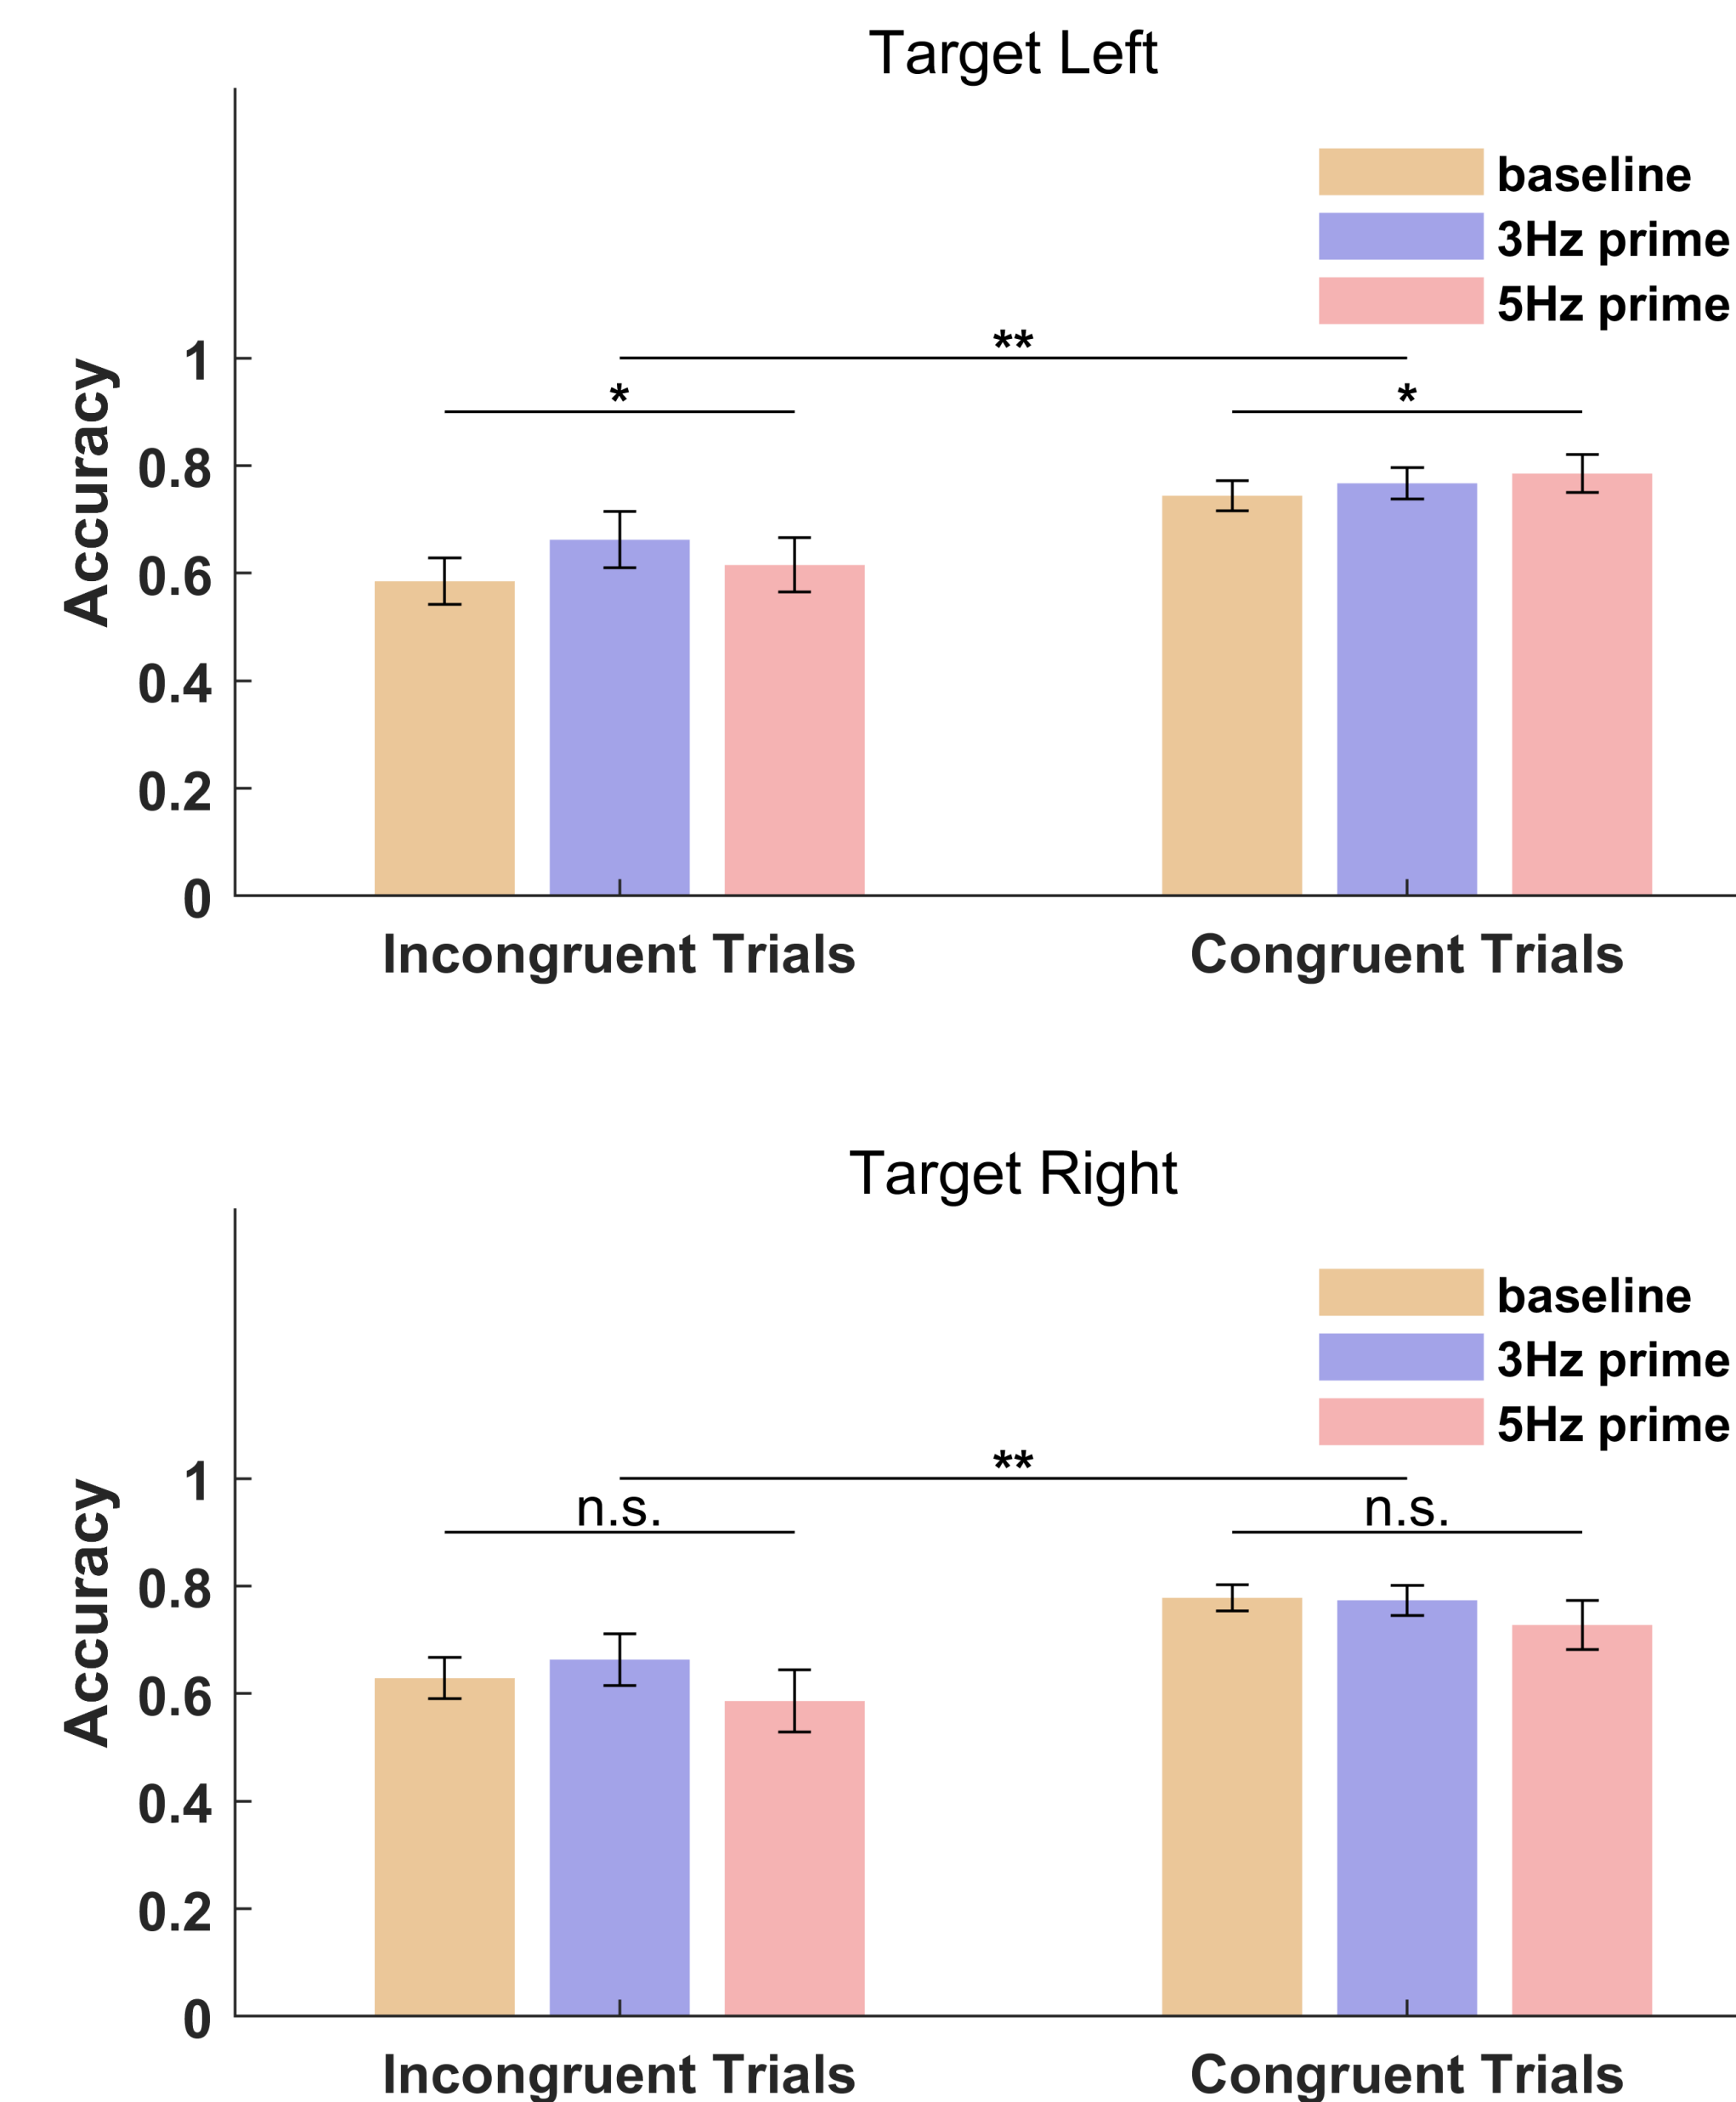 Target Left
baseline
3Hz prime
5Hz prime
**
*
*
Accuracy
1
0.8
0.6
0.4
0.2
0
Incongruent Trials
Congruent Trials
Target Right
baseline
3Hz prime
5Hz prime
**
n.s.
n.s.
Accuracy
1
0.8
0.6
0.4
0.2
0
Incongruent Trials
Congruent Trials